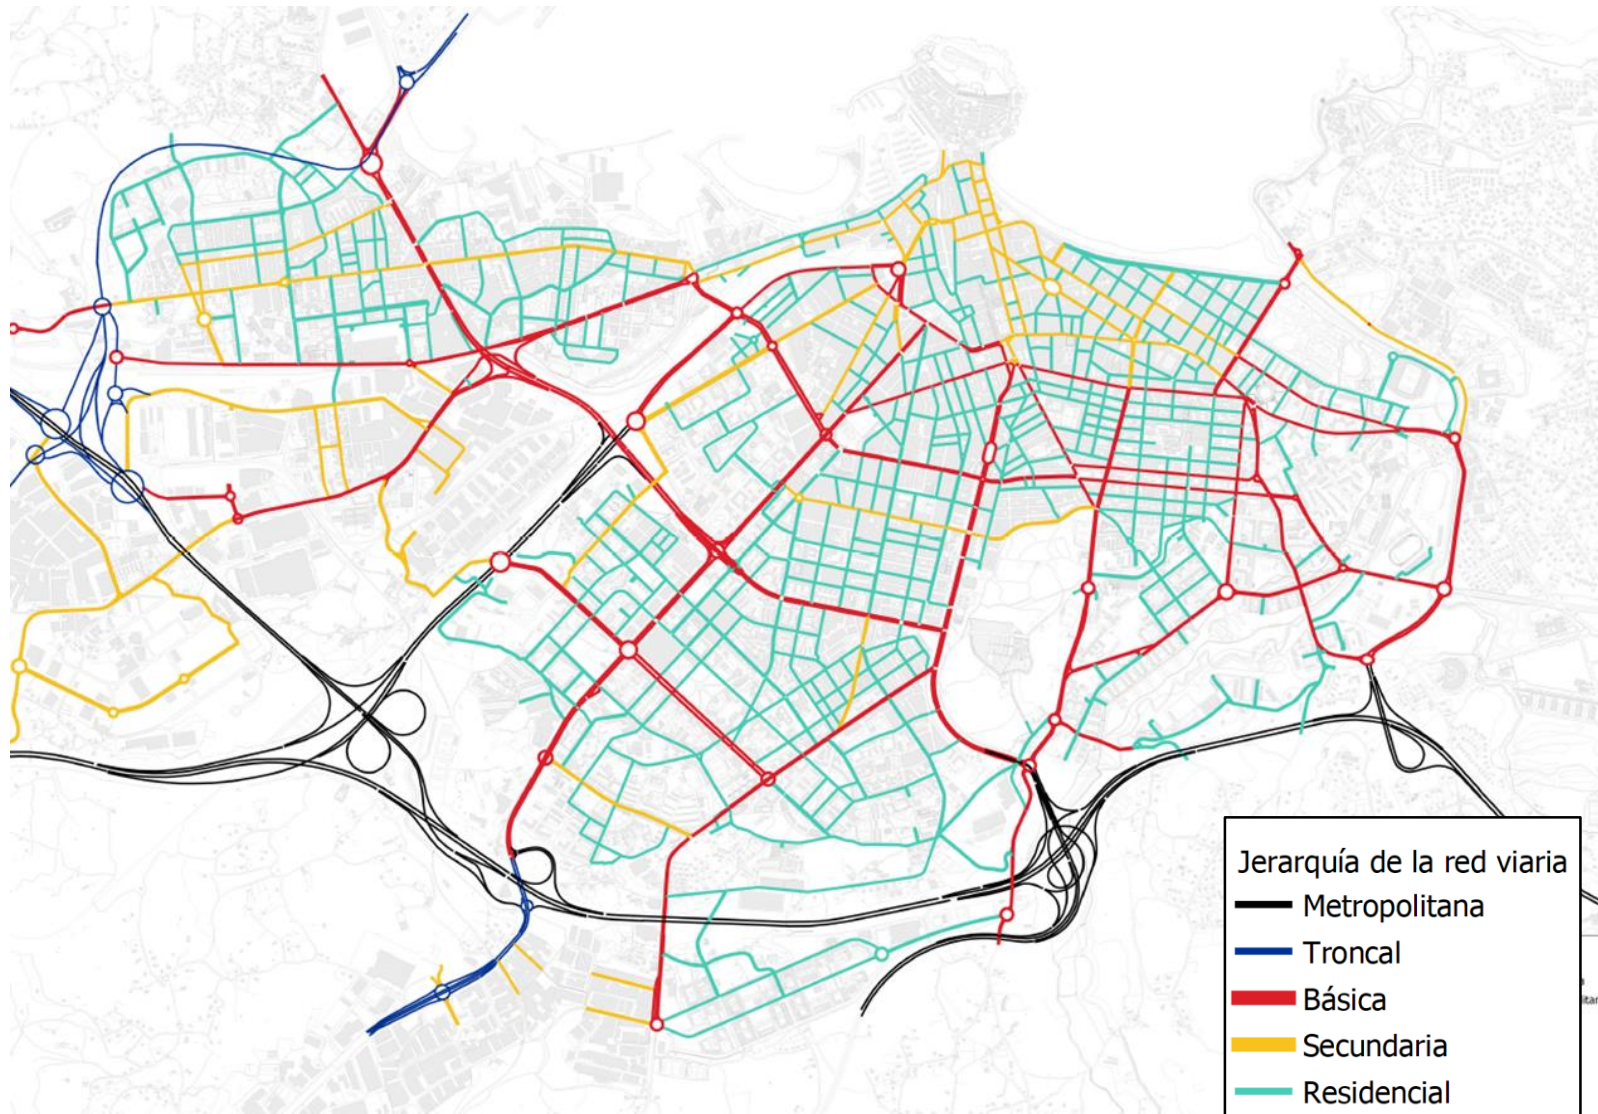 Jerarquía de la red viaria
Metropolitana
Troncal
Básica
Secundaria
Residencial